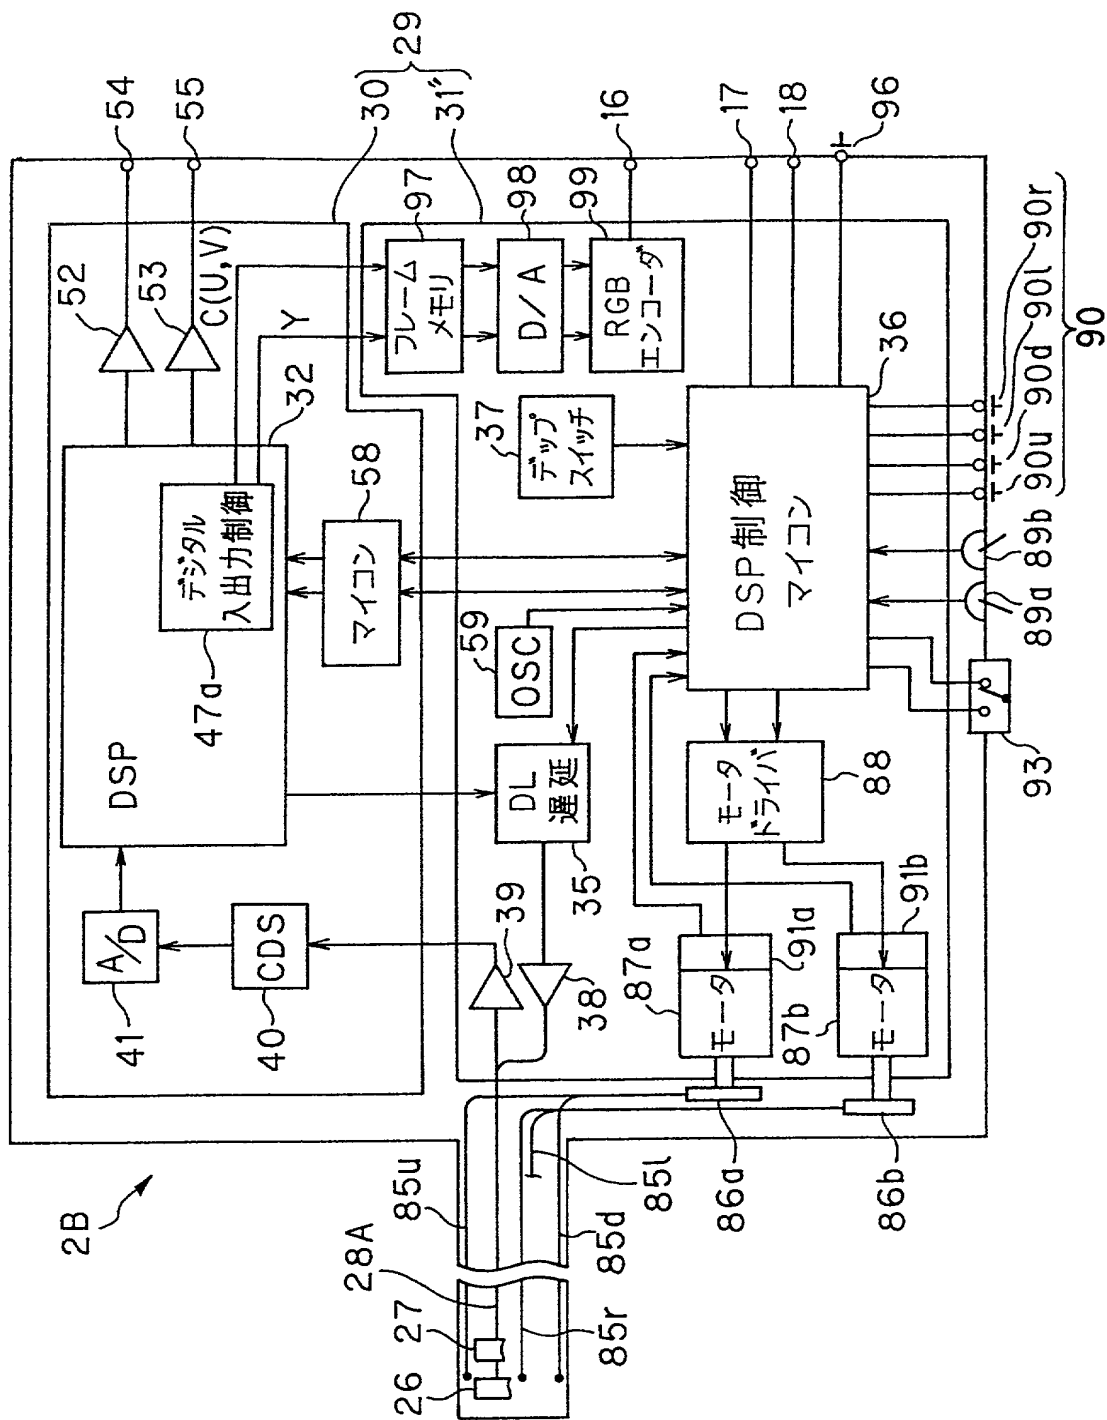 2B
54
55
30
31"
29
52
53
C(U, V)
Y
32
DSP
デジタル
入出力制御
47a
A/D
41
CDS
40
マイコン
58
フレーム
メモリ
97
D/A
98
RGB
エンコーダ
99
16
17
18
96
デップ
スイッチ
37
OSC
59
DL
遅延
35
39
38
DSP制御
マイコン
36
モータ
ドライバ
88
モータ
87a
91a
モータ
87b
91b
93
89a
89b
90u
90d
90l
90r
90
86a
86b
85u
85l
85d
85r
28A
27
26